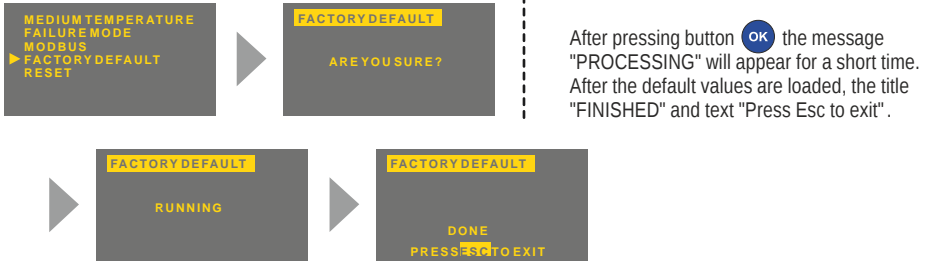 MEDIUM TEMPERATURE
FAILURE MODE
MODBUS
FACTORY DEFAULT
RESET
FACTORY DEFAULT
ARE YOU SURE?
After pressing button OK the message
"PROCESSING" will appear for a short time.
After the default values are loaded, the title
"FINISHED" and text "Press Esc to exit".
FACTORY DEFAULT
RUNNING
FACTORY DEFAULT
DONE
PRESS ESC TO EXIT